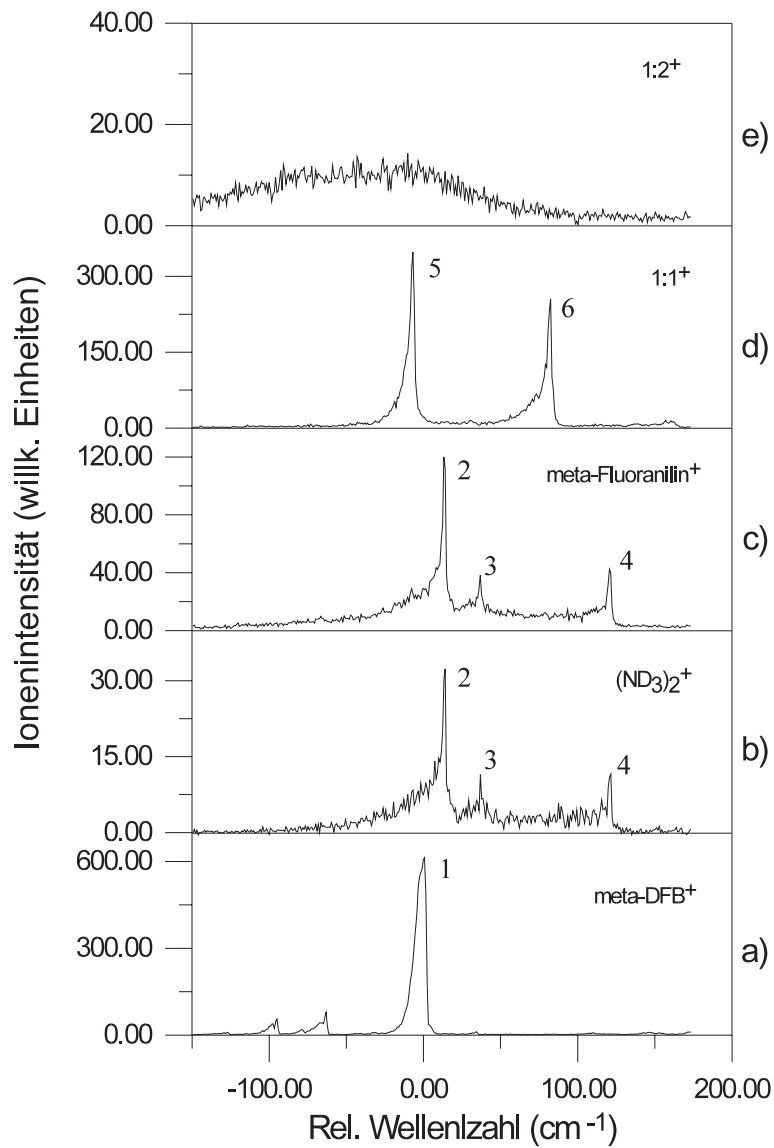 Ionenintensität (willk. Einheiten)
40.00
20.00
0.00
1:2⁺
e)
300.00
150.00
0.00
5
6
1:1⁺
d)
120.00
80.00
40.00
0.00
2
3
4
meta-Fluoranilin⁺
c)
30.00
15.00
0.00
2
3
4
(ND₃)₂⁺
b)
600.00
300.00
0.00
1
meta-DFB⁺
a)
-100.00 0.00 100.00 200.00
Rel. Wellenlzahl (cm⁻¹)